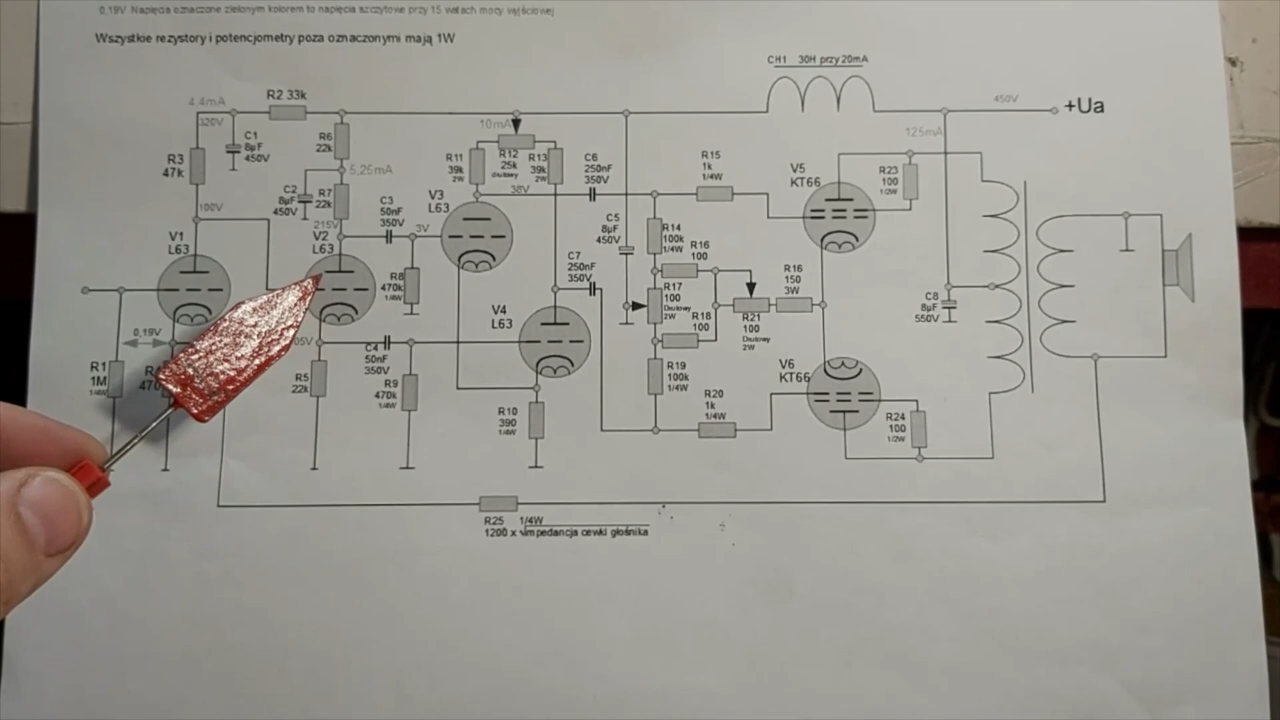 0,19V Napięcia oznaczone zielonym kolorem to napięcia szczytowe przy 15 watach mocy wyjściowej
Wszystkie rezystory i potencjometry poza oznaczonymi mają 1W
CH1 30H przy 20mA
4,4mA
R2 33k
320V
C1
8µF
450V
R3
47k
R6
22k
10mA
5,25mA
R11
39k
2W
R12
25k
Drutowy
R13
39k
2W
C6
250nF
350V
R15
1k
1/4W
V5
KT66
125mA
450V
+Ua
R23
100
1/2W
100V
C2
8µF
450V
R7
22k
215V
C3
50nF
350V
3V
38V
V3
L63
V1
L63
V2
L63
C5
8µF
450V
R14
100k
1/4W
R16
100
C7
250nF
350V
R8
470k
1/4W
R17
100
Drutowy
2W
R18
100
R21
100
Drutowy
2W
R16
150
3W
C8
8µF
550V
V4
L63
0,19V
05V
C4
50nF
350V
R1
1M
1/4W
470
R5
22k
R9
470k
1/4W
R10
390
1/4W
R19
100k
1/4W
R20
1k
1/4W
V6
KT66
R24
100
1/2W
R25 1/4W
1200 x √impedancja cewki głośnika